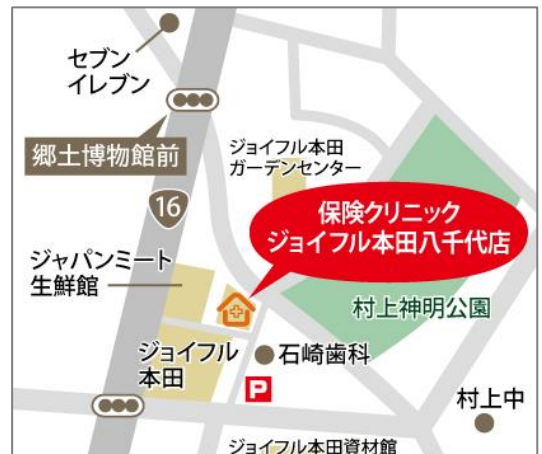 セブン
イレブン
郷土博物館前
ジョイフル本田
ガーデンセンター
16
保険クリニック
ジョイフル本田八千代店
ジャパンミート
生鮮館
村上神明公園
ジョイフル
本田
石崎歯科
P
村上中
ジョイフル本田資材館